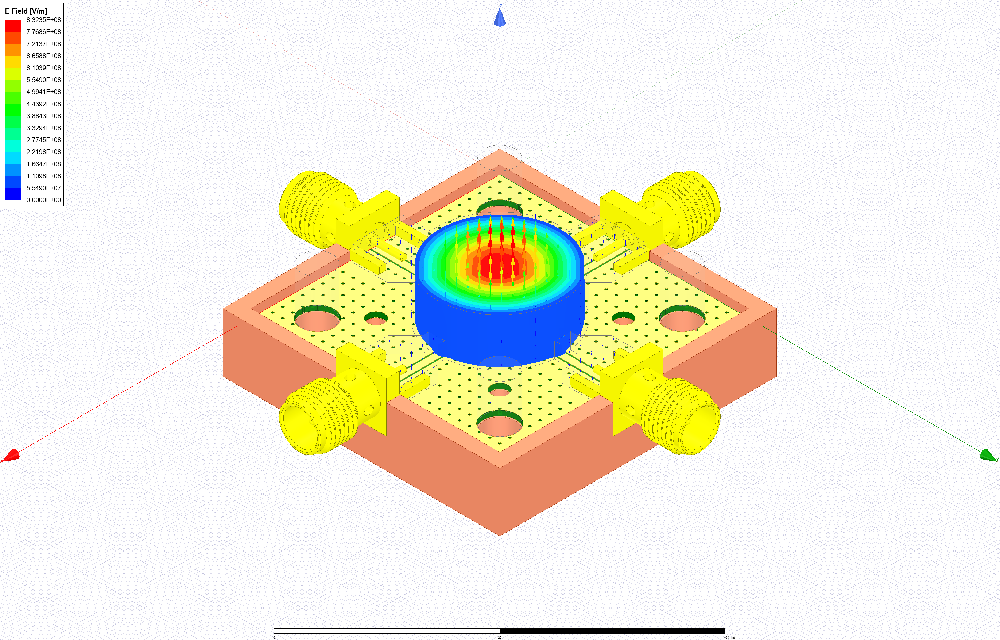 E Field [V/m]
8.3235E+08
7.7686E+08
7.2137E+08
6.6588E+08
6.1039E+08
5.5490E+08
4.9941E+08
4.4392E+08
3.8843E+08
3.3294E+08
2.7745E+08
2.2196E+08
1.6647E+08
1.1098E+08
5.5490E+07
0.0000E+00
Z
X
Y
0 20 40 (mm)